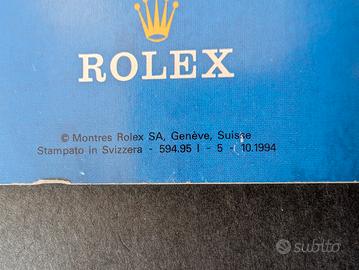 ROLEX
© Montres Rolex SA, Genève, Suisse
Stampato in Svizzera - 594.95 I - 5 - 10.1994
subito